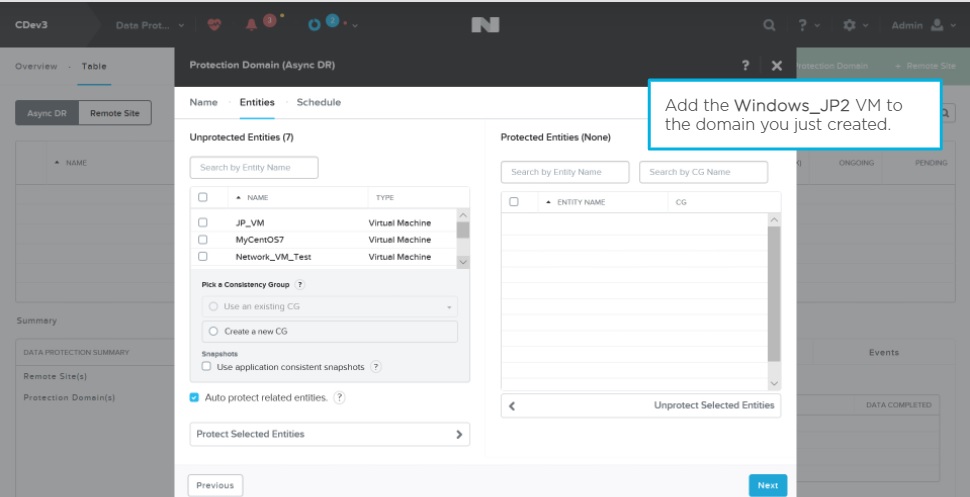 CDev3
Data Prot...
3
2
?
Admin
Overview · Table
Protection Domain (Async DR)
?
Protection Domain
+ Remote Site
Async DR
Remote Site
Name · Entities · Schedule
Add the Windows_JP2 VM to
the domain you just created.
Unprotected Entities (7)
Protected Entities (None)
Search by Entity Name
Search by Entity Name
Search by CG Name
NAME
ONGOING
PENDING
NAME
TYPE
ENTITY NAME
CG
JP_VM
Virtual Machine
MyCentOS7
Virtual Machine
Network_VM_Test
Virtual Machine
Pick a Consistency Group ?
Use an existing CG
Create a new CG
Snapshots
Use application consistent snapshots ?
Summary
DATA PROTECTION SUMMARY
Events
Remote Site(s)
Protection Domain(s)
Auto protect related entities. ?
Unprotect Selected Entities
DATA COMPLETED
Protect Selected Entities
Previous
Next